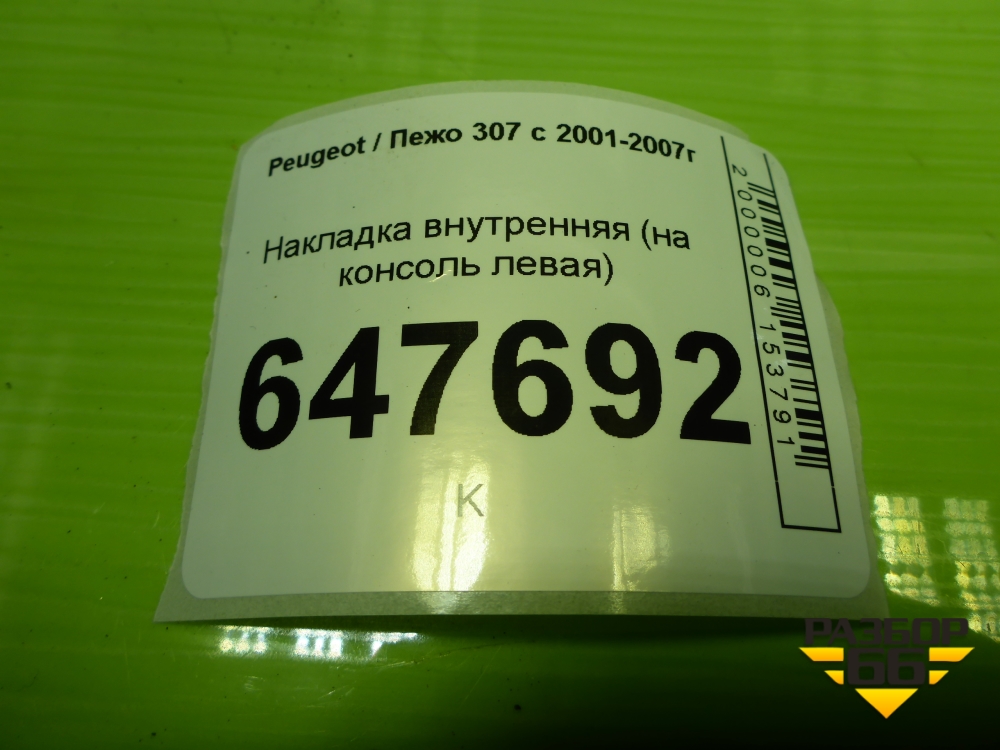 Peugeot / Пежо 307 с 2001-2007г
Накладка внутренняя (на
консоль левая)
647692
К
2000006153791
РАЗБОР
66